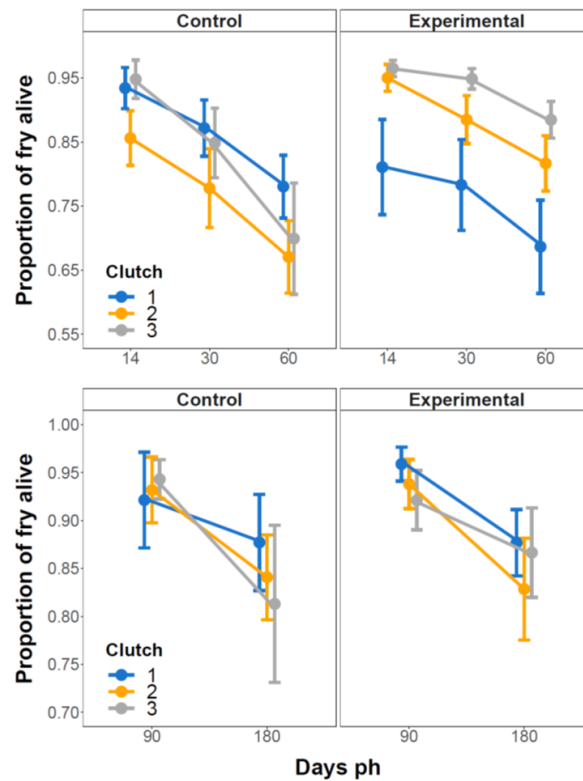 Control Experimental
Proportion of fry alive
0.95
0.85
0.75
0.65
0.55
Clutch
1
2
3
14 30 60 14 30 60
Control Experimental
Proportion of fry alive
1.00
0.95
0.90
0.85
0.80
0.75
0.70
Clutch
1
2
3
90 180 90 180
Days ph